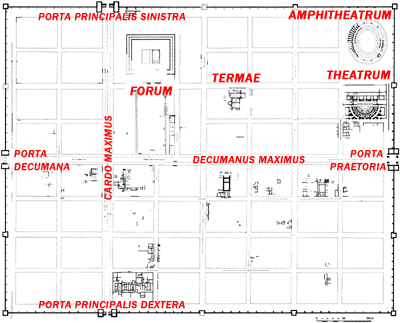 PORTA PRINCIPALIS SINISTRA
AMPHITHEATRUM
FORUM
TERMAE
THEATRUM
CARDO MAXIMUS
PORTA
DECUMANA
DECUMANUS MAXIMUS
PORTA
PRAETORIA
PORTA PRINCIPALIS DEXTERA